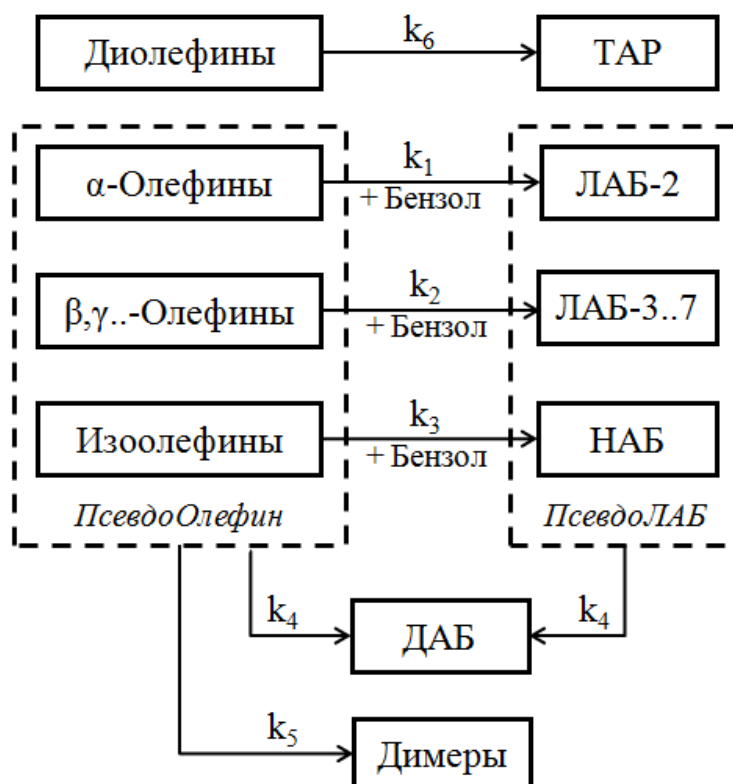 Диолефины k₆ ТАР
α-Олефины k₁ ЛАБ-2
+ Бензол
β,γ..-Олефины k₂ ЛАБ-3..7
+ Бензол
Изоолефины k₃ НАБ
+ Бензол
ПсевдоОлефин ПсевдоЛАБ
k₄ ДАБ k₄
k₅ Димеры